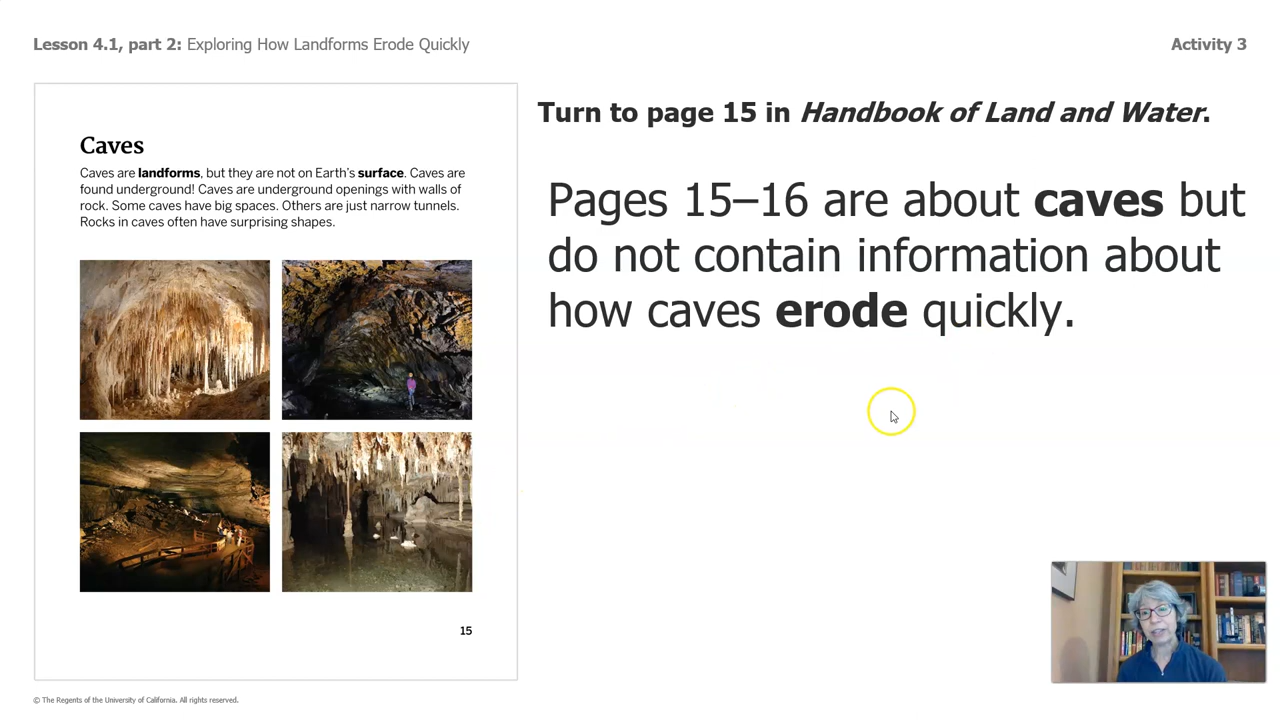 Lesson 4.1, part 2: Exploring How Landforms Erode Quickly
Activity 3
Caves
Caves are landforms, but they are not on Earth's surface. Caves are
found underground! Caves are underground openings with walls of
rock. Some caves have big spaces. Others are just narrow tunnels.
Rocks in caves often have surprising shapes.
15
Turn to page 15 in Handbook of Land and Water.
Pages 15–16 are about caves but
do not contain information about
how caves erode quickly.
© The Regents of the University of California. All rights reserved.